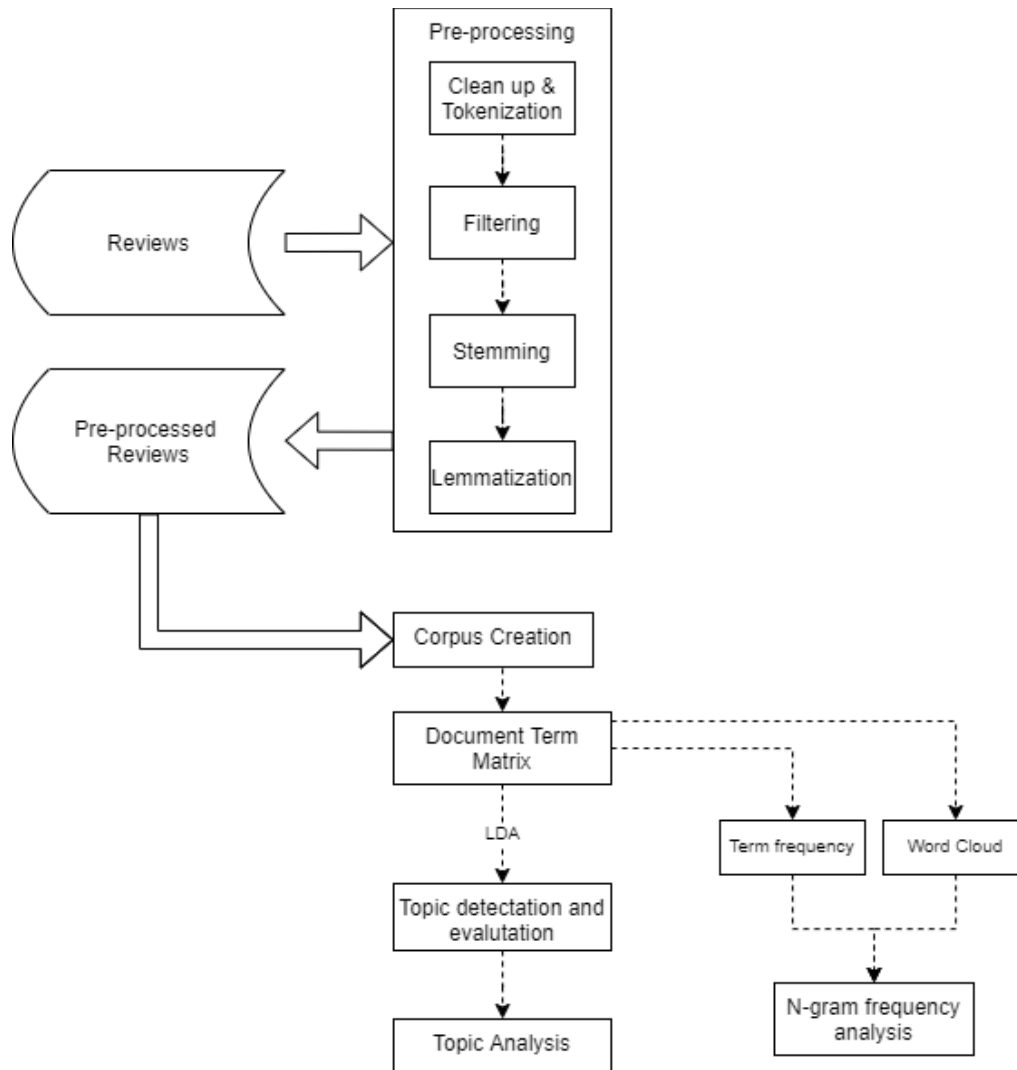 Pre-processing
Clean up &
Tokenization
Filtering
Reviews
Stemming
Pre-processed
Reviews
Lemmatization
Corpus Creation
Document Term
Matrix
LDA
Term frequency
Word Cloud
Topic detectation and
evalutation
N-gram frequency
analysis
Topic Analysis